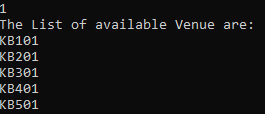 1
The List of available Venue are:
KB101
KB201
KB301
KB401
KB501